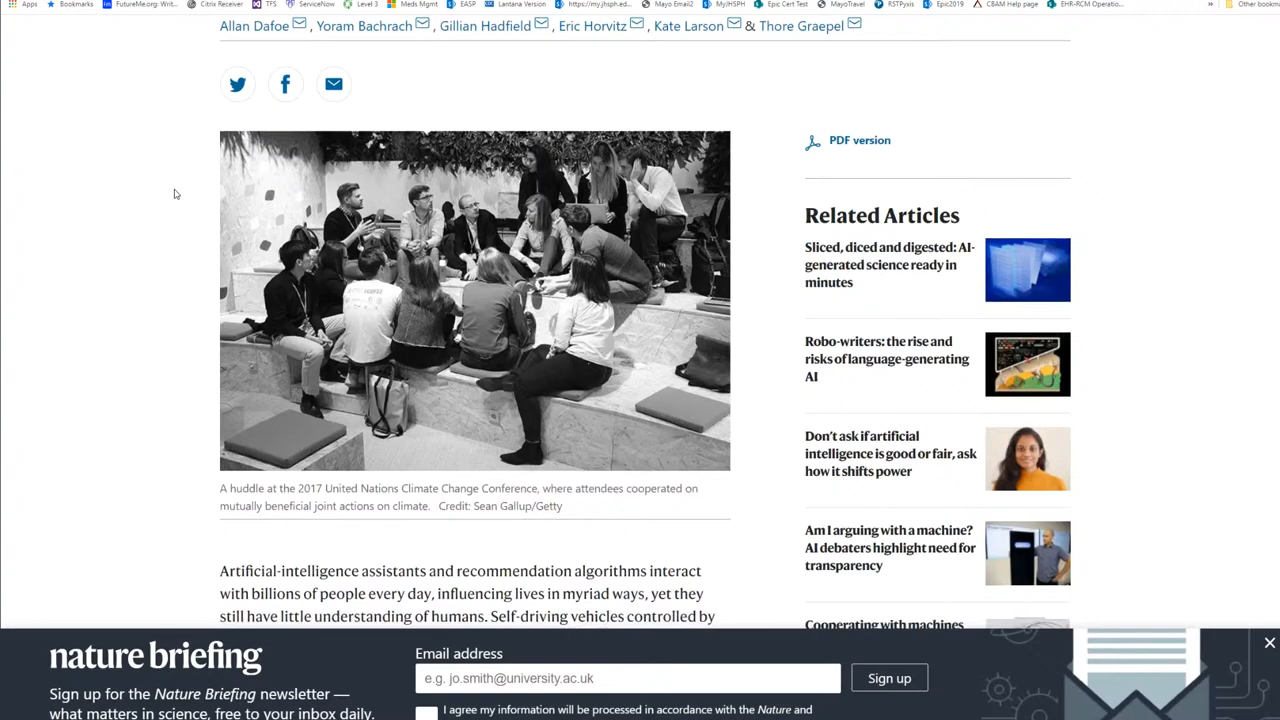 Apps Bookmarks FutureMe.org: Writ... Citrix Receiver TFS ServiceNow Level 3 Meds Mgmt EASP Lantana Version https://my.jhsph.ed... Mayo Email2 MyJHSPH Epic Cert Test MayoTravel RSTPyxis Epic2019 CBAM Help page EHR-RCM Operatio... » Other bookm
Allan Dafoe , Yoram Bachrach , Gillian Hadfield , Eric Horvitz , Kate Larson & Thore Graepel
PDF version
Related Articles
Sliced, diced and digested: AI-
generated science ready in
minutes
Robo-writers: the rise and
risks of language-generating
AI
Don't ask if artificial
intelligence is good or fair, ask
how it shifts power
Am I arguing with a machine?
AI debaters highlight need for
transparency
Cooperating with machines
A huddle at the 2017 United Nations Climate Change Conference, where attendees cooperated on
mutually beneficial joint actions on climate. Credit: Sean Gallup/Getty
Artificial-intelligence assistants and recommendation algorithms interact
with billions of people every day, influencing lives in myriad ways, yet they
still have little understanding of humans. Self-driving vehicles controlled by
nature briefing
Sign up for the Nature Briefing newsletter —
what matters in science, free to your inbox daily.
Email address
e.g. jo.smith@university.ac.uk
Sign up
I agree my information will be processed in accordance with the Nature and